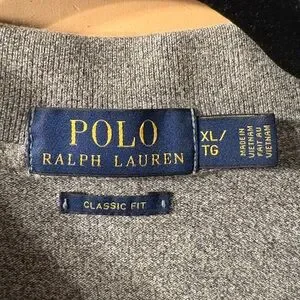 POLO
RALPH LAUREN
XL/
TG
MADE IN
VIETNAM
FAIT AU
VIETNAM
CLASSIC FIT